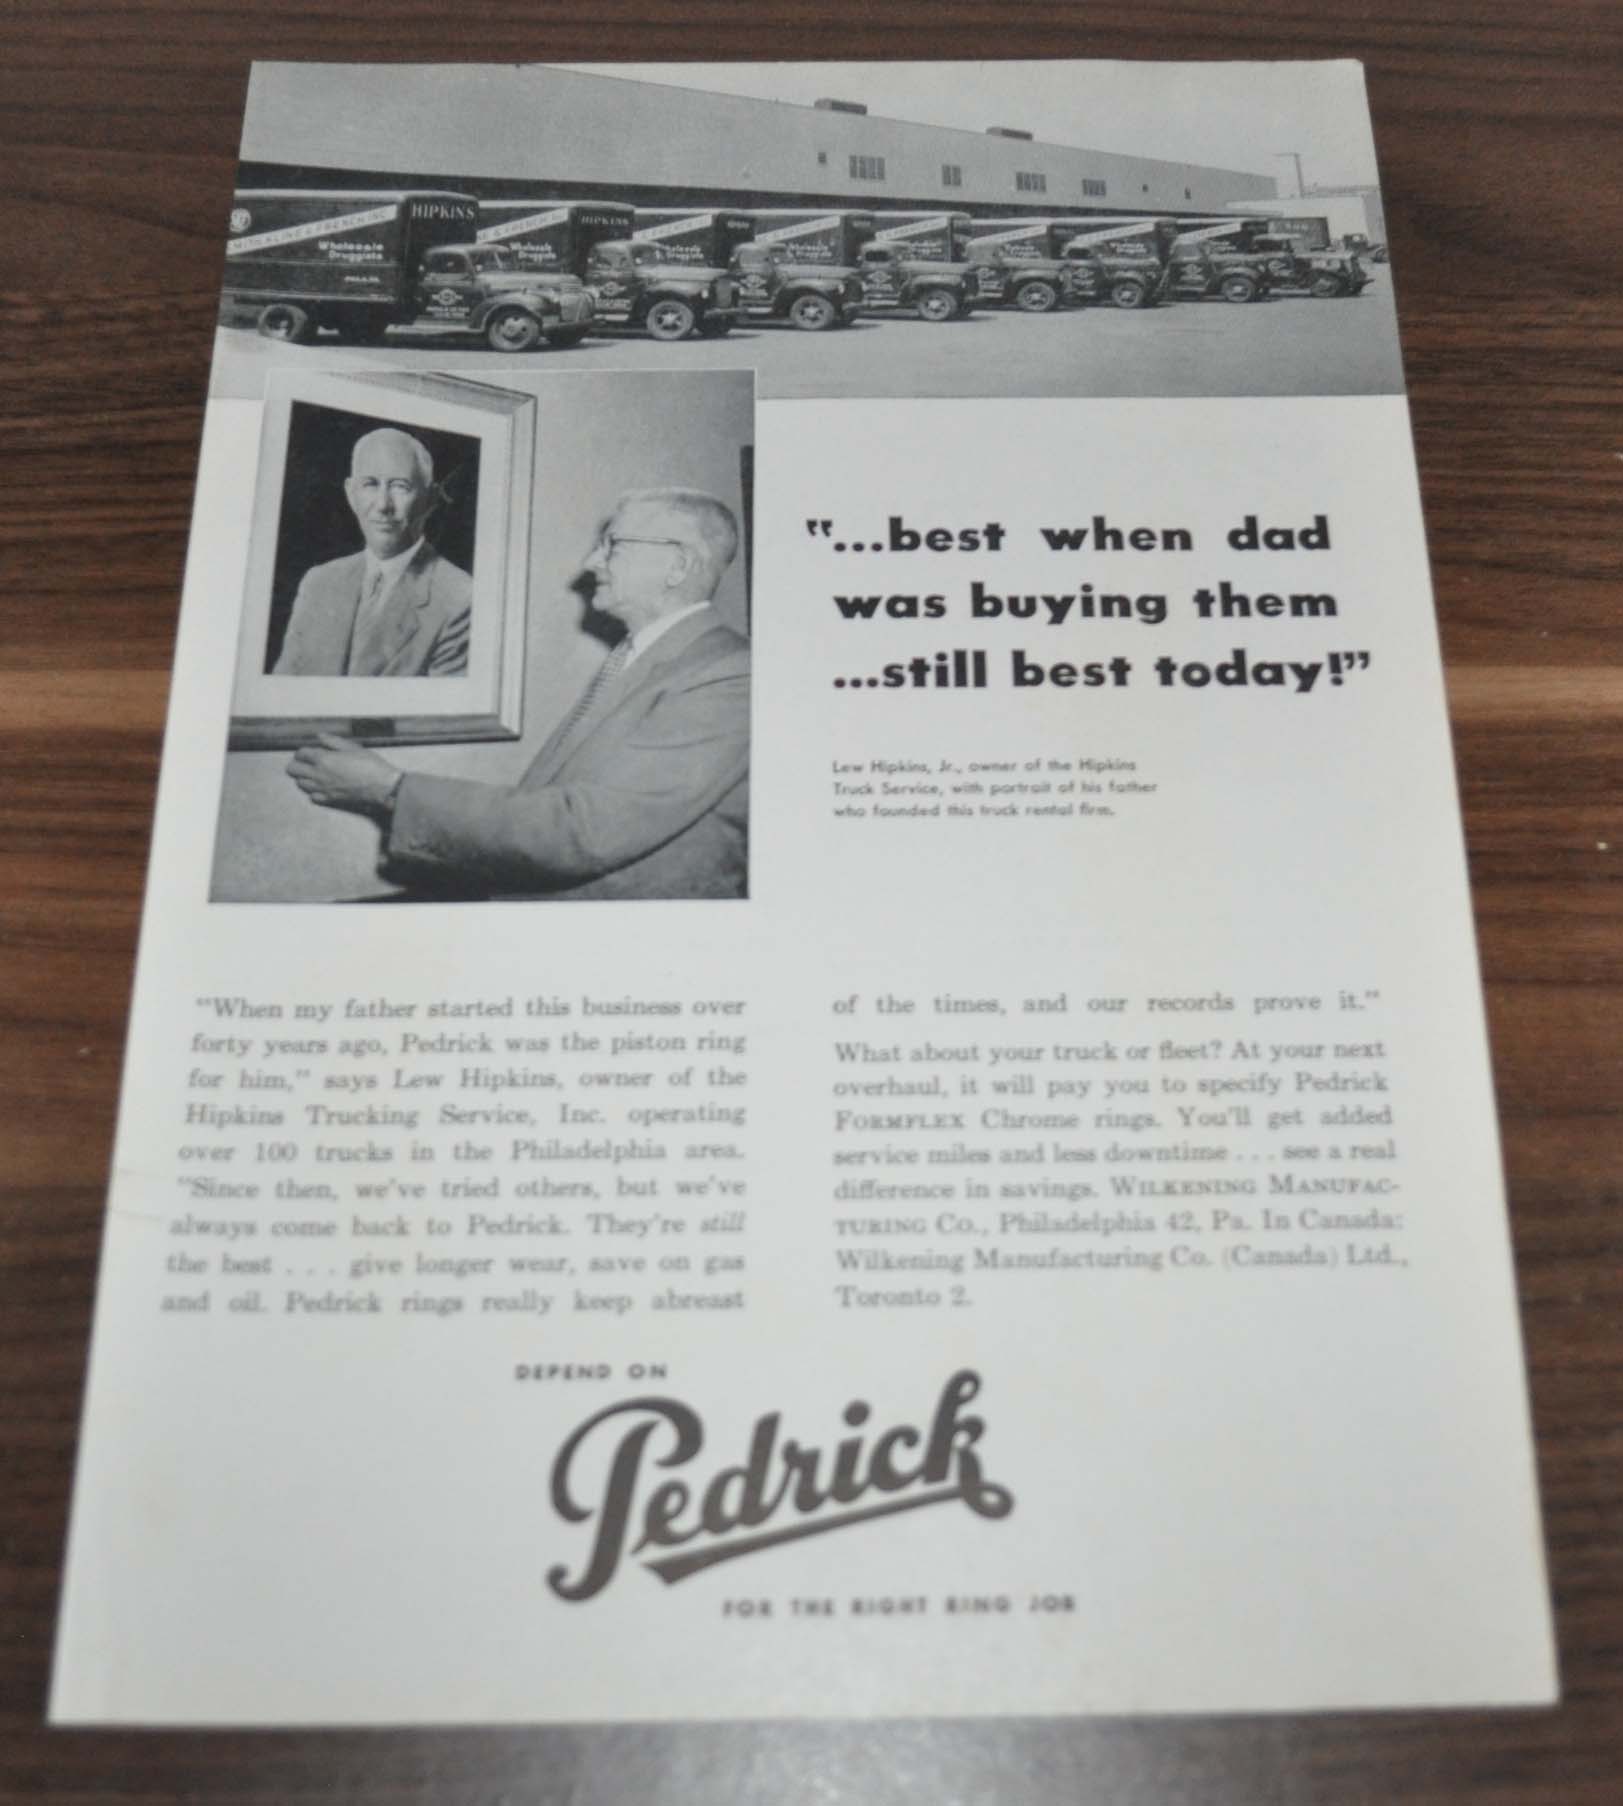 HIPKINS
SMITH KLINE & FRENCH INC
Wholesale
Druggists
PHILA. PA.
HIPKINS
Wholesale
Druggists
"...best when dad
was buying them
...still best today!"
Lew Hipkins, Jr., owner of the Hipkins
Truck Service, with portrait of his father
who founded this truck rental firm.
"When my father started this business over
forty years ago, Pedrick was the piston ring
for him," says Lew Hipkins, owner of the
Hipkins Trucking Service, Inc. operating
over 100 trucks in the Philadelphia area.
"Since then, we've tried others, but we've
always come back to Pedrick. They're still
the best . . . give longer wear, save on gas
and oil. Pedrick rings really keep abreast
of the times, and our records prove it."
What about your truck or fleet? At your next
overhaul, it will pay you to specify Pedrick
FORMFLEX Chrome rings. You'll get added
service miles and less downtime . . . see a real
difference in savings. WILKENING MANUFAC-
TURING CO., Philadelphia 42, Pa. In Canada:
Wilkening Manufacturing Co. (Canada) Ltd.,
Toronto 2.
DEPEND ON
Pedrick
FOR THE RIGHT RING JOB